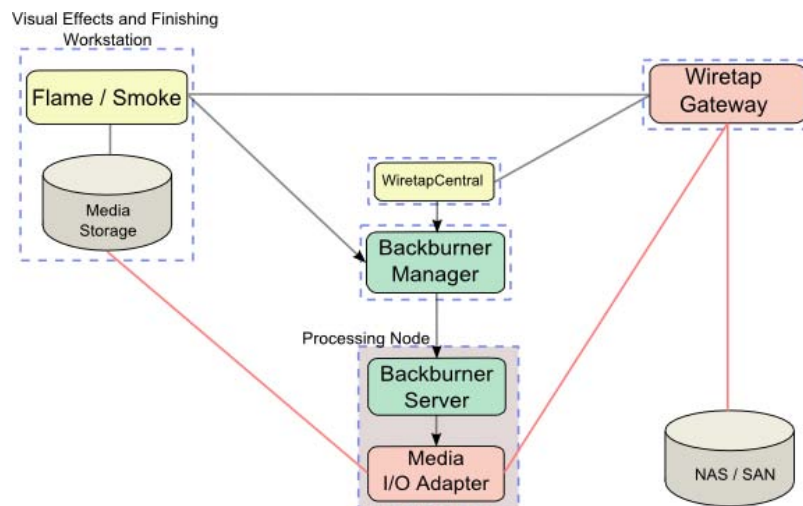 Visual Effects and Finishing
Workstation
Flame / Smoke
Wiretap
Gateway
Media
Storage
WiretapCentral
Backburner
Manager
Processing Node
Backburner
Server
Media
I/O Adapter
NAS / SAN